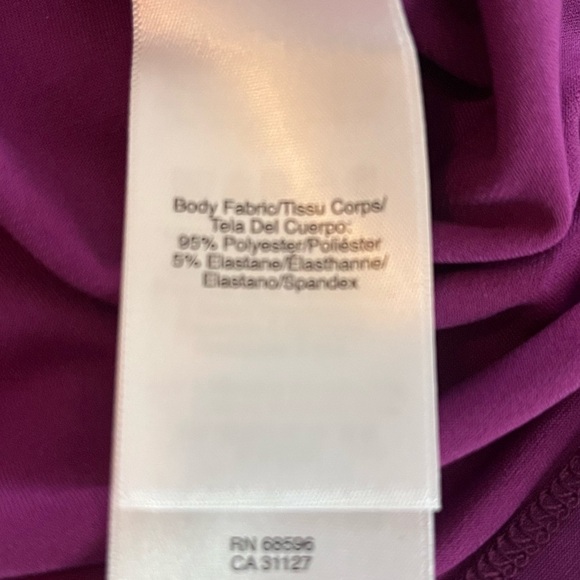 Body Fabric/Tissu Corps/
Tela Del Cuerpo:
95% Polyester/Poliéster
5% Elastane/Élasthanne/
Elastano/Spandex
RN 68596
CA 31127